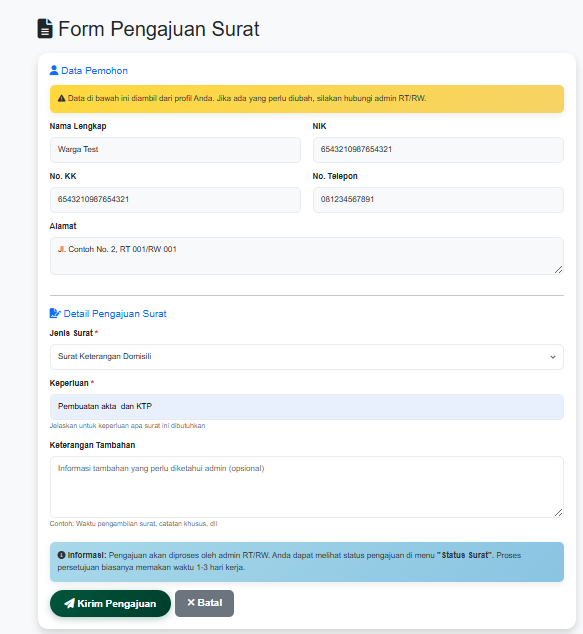 Form Pengajuan Surat
Data Pemohon
Data di bawah ini diambil dari profil Anda. Jika ada yang perlu diubah, silakan hubungi admin RT/RW.
Nama Lengkap
Warga Test
NIK
6543210987654321
No. KK
6543210987654321
No. Telepon
081234567891
Alamat
Jl. Contoh No. 2, RT 001/RW 001
Detail Pengajuan Surat
Jenis Surat *
Surat Keterangan Domisili
Keperluan *
Pembuatan akta  dan KTP
Jelaskan untuk keperluan apa surat ini dibutuhkan
Keterangan Tambahan
Informasi tambahan yang perlu diketahui admin (opsional)
Contoh: Waktu pengambilan surat, catatan khusus, dll
Informasi: Pengajuan akan diproses oleh admin RT/RW. Anda dapat melihat status pengajuan di menu "Status Surat". Proses
persetujuan biasanya memakan waktu 1-3 hari kerja.
Kirim Pengajuan
Batal